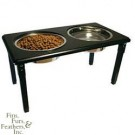 Fins,
Furs,
& Feathers,
Inc.